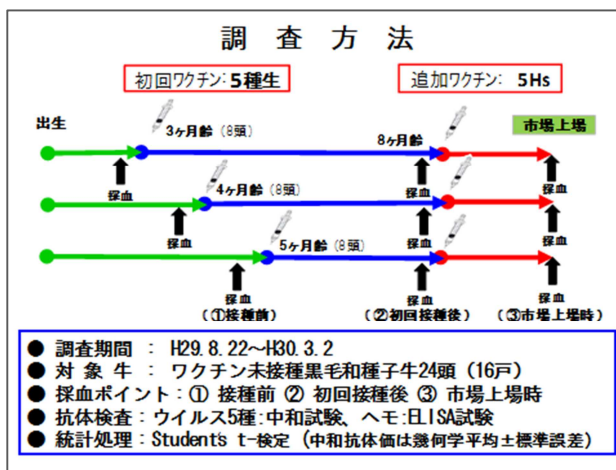 調査方法
初回ワクチン: 5種生
追加ワクチン: 5Hs
出生
3ヶ月齢(8頭)
8ヶ月齢
市場上場
採血
採血
採血
4ヶ月齢(8頭)
採血
採血
採血
5ヶ月齢(8頭)
採血
(①接種前)
採血
(②初回接種後)
採血
(③市場上場時)
● 調査期間 : H29.8.22~H30.3.2
● 対象牛 : ワクチン未接種黒毛和種子牛24頭(16戸)
● 採血ポイント:① 接種前 ② 初回接種後 ③ 市場上場時
● 抗体検査:ウイルス5種:中和試験、ヘモ:ELISA試験
● 統計処理:Student's t-検定 (中和抗体価は幾何学平均±標準誤差)